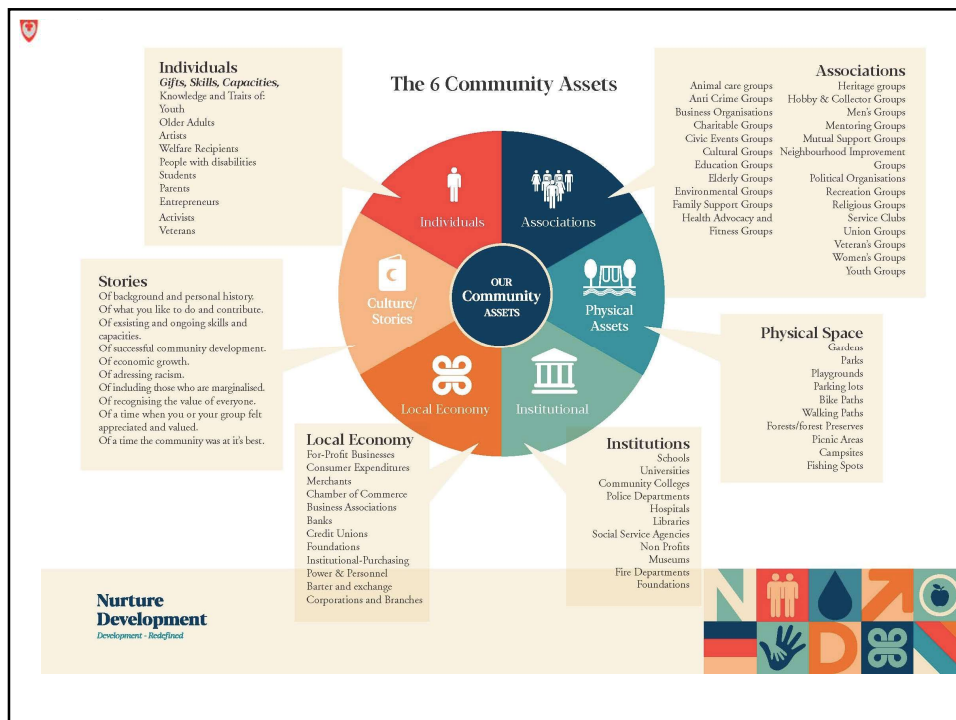 The 6 Community Assets
Individuals
Gifts, Skills, Capacities,
Knowledge and Traits of:
Youth
Older Adults
Artists
Welfare Recipients
People with disabilities
Students
Parents
Entrepreneurs
Activists
Veterans
Associations
Animal care groups
Anti Crime Groups
Business Organisations
Charitable Groups
Civic Events Groups
Cultural Groups
Education Groups
Elderly Groups
Environmental Groups
Family Support Groups
Health Advocacy and
Fitness Groups
Heritage groups
Hobby & Collector Groups
Men's Groups
Mentoring Groups
Mutual Support Groups
Neighbourhood Improvement
Groups
Political Organisations
Recreation Groups
Religious Groups
Service Clubs
Union Groups
Veteran's Groups
Women's Groups
Youth Groups
Individuals
Associations
Culture/
Stories
OUR
Community
ASSETS
Physical
Assets
Local Economy
Institutional
Stories
Of background and personal history.
Of what you like to do and contribute.
Of exsisting and ongoing skills and
capacities.
Of successful community development.
Of economic growth.
Of adressing racism.
Of including those who are marginalised.
Of recognising the value of everyone.
Of a time when you or your group felt
appreciated and valued.
Of a time the community was at it's best.
Physical Space
Gardens
Parks
Playgrounds
Parking lots
Bike Paths
Walking Paths
Forests/forest Preserves
Picnic Areas
Campsites
Fishing Spots
Local Economy
For-Profit Businesses
Consumer Expenditures
Merchants
Chamber of Commerce
Business Associations
Banks
Credit Unions
Foundations
Institutional-Purchasing
Power & Personnel
Barter and exchange
Corporations and Branches
Institutions
Schools
Universities
Community Colleges
Police Departments
Hospitals
Libraries
Social Service Agencies
Non Profits
Museums
Fire Departments
Foundations
Nurture
Development
Development - Redefined
N
D